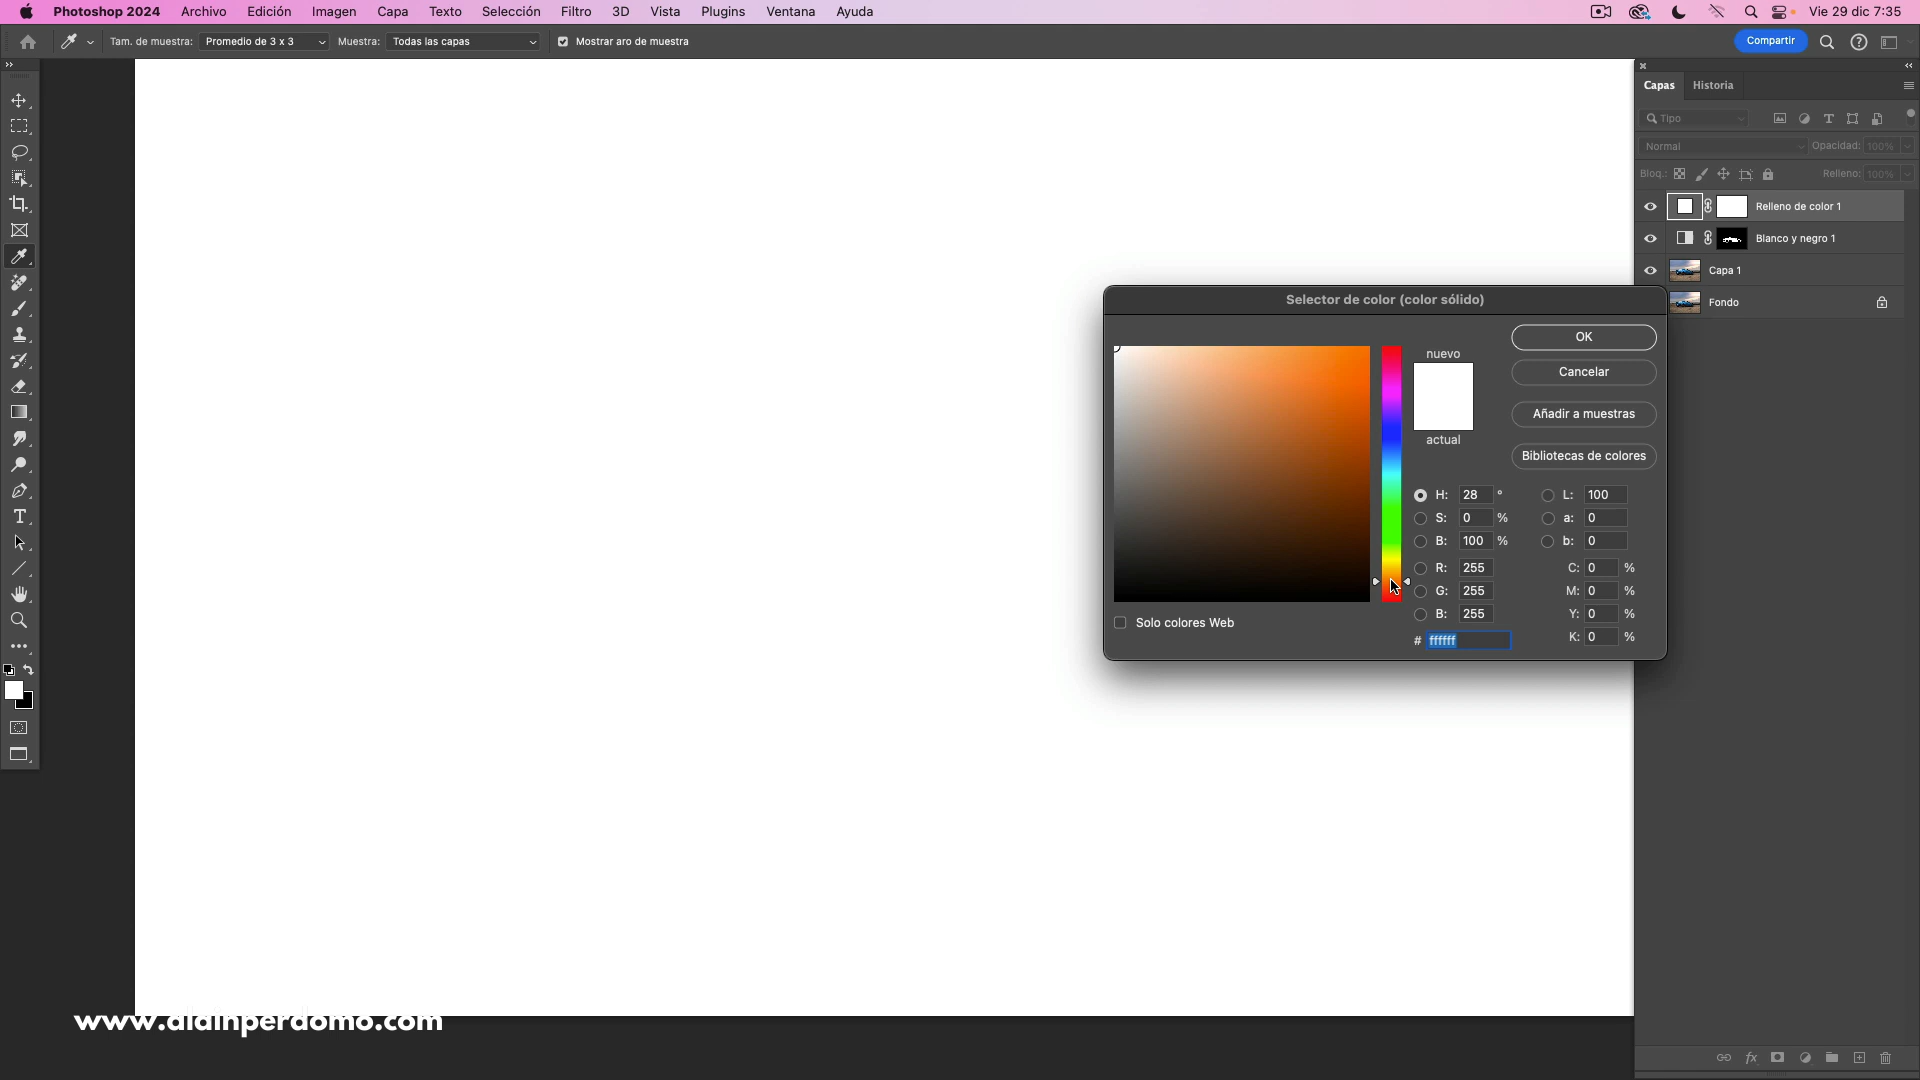 Photoshop 2024 Archivo Edición Imagen Capa Texto Selección Filtro 3D Vista Plugins Ventana Ayuda Vie 29 dic 7:35
Tam. de muestra: Promedio de 3 x 3 Muestra: Todas las capas Mostrar aro de muestra Compartir
Capas Historia
Tipo
Normal Opacidad: 100%
Bloq.: Relleno: 100%
Relleno de color 1
Blanco y negro 1
Capa 1
Fondo
Selector de color (color sólido)
OK
nuevo
Cancelar
Añadir a muestras
actual
Bibliotecas de colores
H: 28 ° L: 100
S: 0 % a: 0
B: 100 % b: 0
R: 255 C: 0 %
G: 255 M: 0 %
B: 255 Y: 0 %
Solo colores Web
# ffffff K: 0 %
www.alainperdomo.com